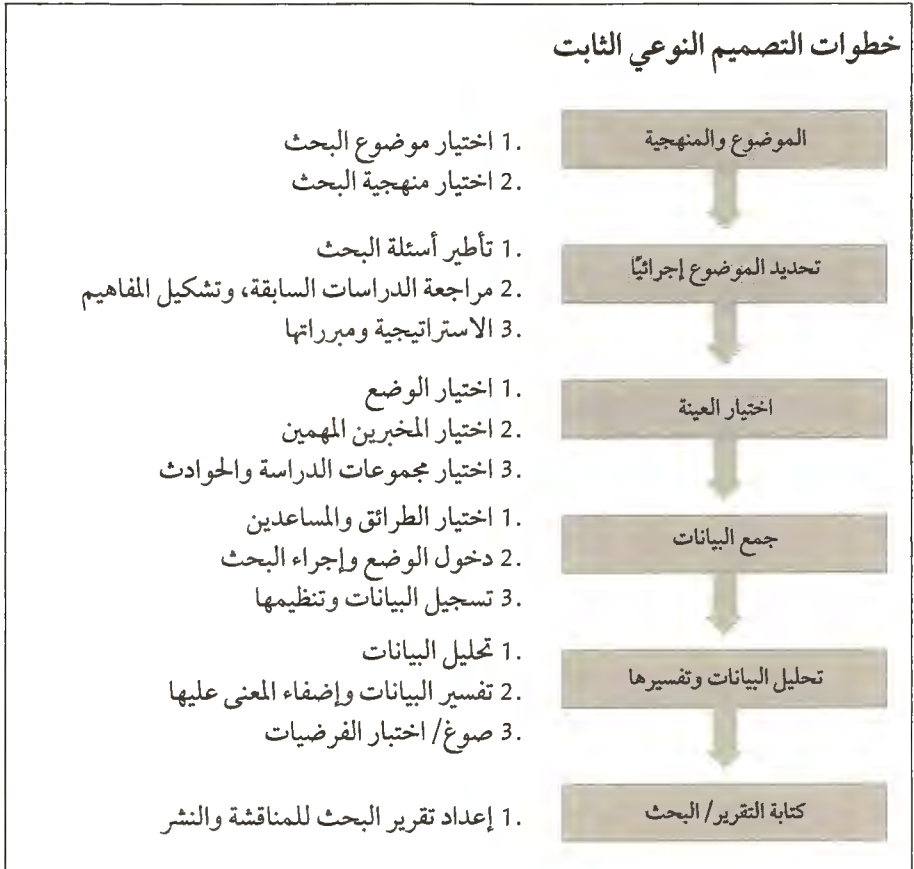 خطوات التصميم النوعي الثابت
الموضوع والمنهجية
1. اختيار موضوع البحث
2. اختيار منهجية البحث
تحديد الموضوع إجرائيًا
1. تأطير أسئلة البحث
2. مراجعة الدراسات السابقة، وتشكيل المفاهيم
3. الاستراتيجية ومبرراتها
اختيار العينة
1. اختيار الوضع
2. اختيار المخبرين المهمين
3. اختيار مجموعات الدراسة والحوادث
جمع البيانات
1. اختيار الطرائق والمساعدين
2. دخول الوضع وإجراء البحث
3. تسجيل البيانات وتنظيمها
تحليل البيانات وتفسيرها
1. تحليل البيانات
2. تفسير البيانات وإضفاء المعنى عليها
3. صوغ/ اختبار الفرضيات
كتابة التقرير/ البحث
1. إعداد تقرير البحث للمناقشة والنشر